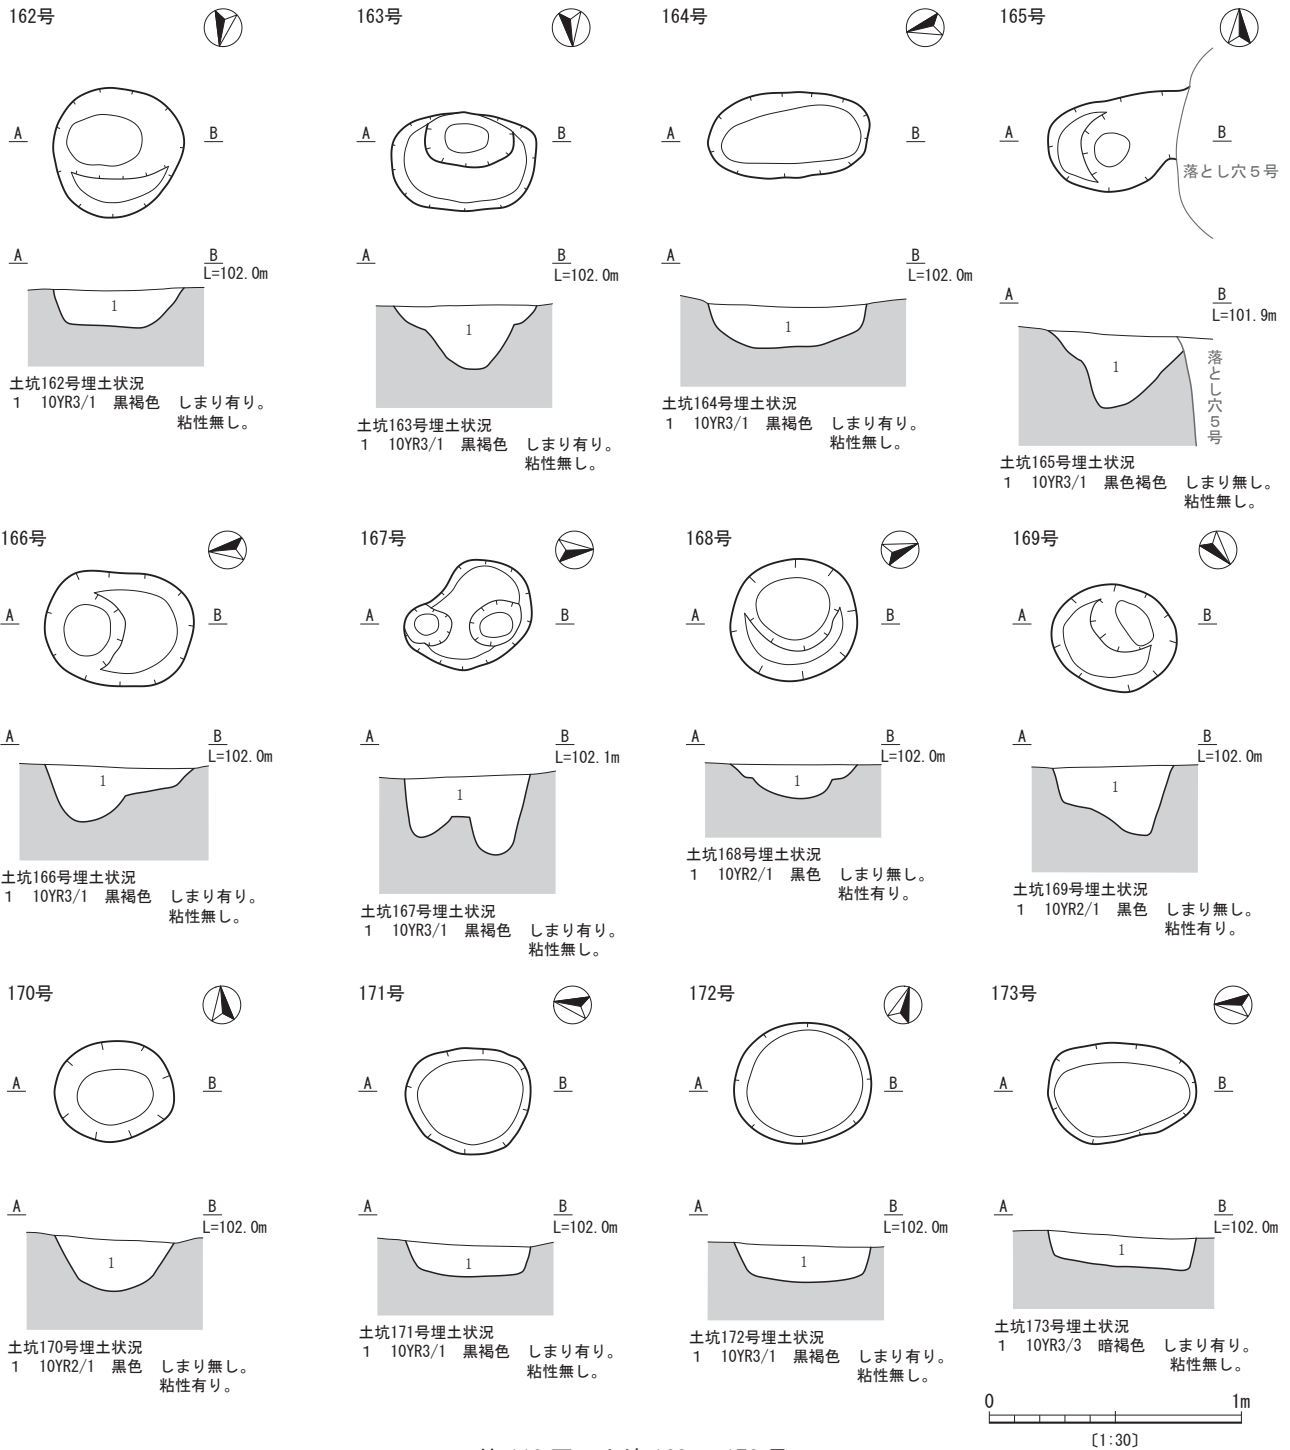 162号
A
B
A
B
L=102.0m
1
土坑162号埋土状況
1 10YR3/1 黒褐色 しまり有り。
粘性無し。
163号
A
B
A
B
L=102.0m
1
土坑163号埋土状況
1 10YR3/1 黒褐色 しまり有り。
粘性無し。
164号
A
B
A
B
L=102.0m
1
土坑164号埋土状況
1 10YR3/1 黒褐色 しまり有り。
粘性無し。
165号
A
B
落とし穴5号
A
B
L=101.9m
1
落とし穴5号
土坑165号埋土状況
1 10YR3/1 黒色褐色 しまり無し。
粘性無し。
166号
A
B
A
B
L=102.0m
1
土坑166号埋土状況
1 10YR3/1 黒褐色 しまり有り。
粘性無し。
167号
A
B
A
B
L=102.1m
1
土坑167号埋土状況
1 10YR3/1 黒褐色 しまり有り。
粘性無し。
168号
A
B
A
B
L=102.0m
1
土坑168号埋土状況
1 10YR2/1 黒色 しまり無し。
粘性有り。
169号
A
B
A
B
L=102.0m
1
土坑169号埋土状況
1 10YR2/1 黒色 しまり無し。
粘性有り。
170号
A
B
A
B
L=102.0m
1
土坑170号埋土状況
1 10YR2/1 黒色 しまり無し。
粘性有り。
171号
A
B
A
B
L=102.0m
1
土坑171号埋土状況
1 10YR3/1 黒褐色 しまり有り。
粘性無し。
172号
A
B
A
B
L=102.0m
1
土坑172号埋土状況
1 10YR3/1 黒褐色 しまり有り。
粘性無し。
173号
A
B
A
B
L=102.0m
1
土坑173号埋土状況
1 10YR3/3 暗褐色 しまり有り。
粘性無し。
0 1m
〔1:30〕